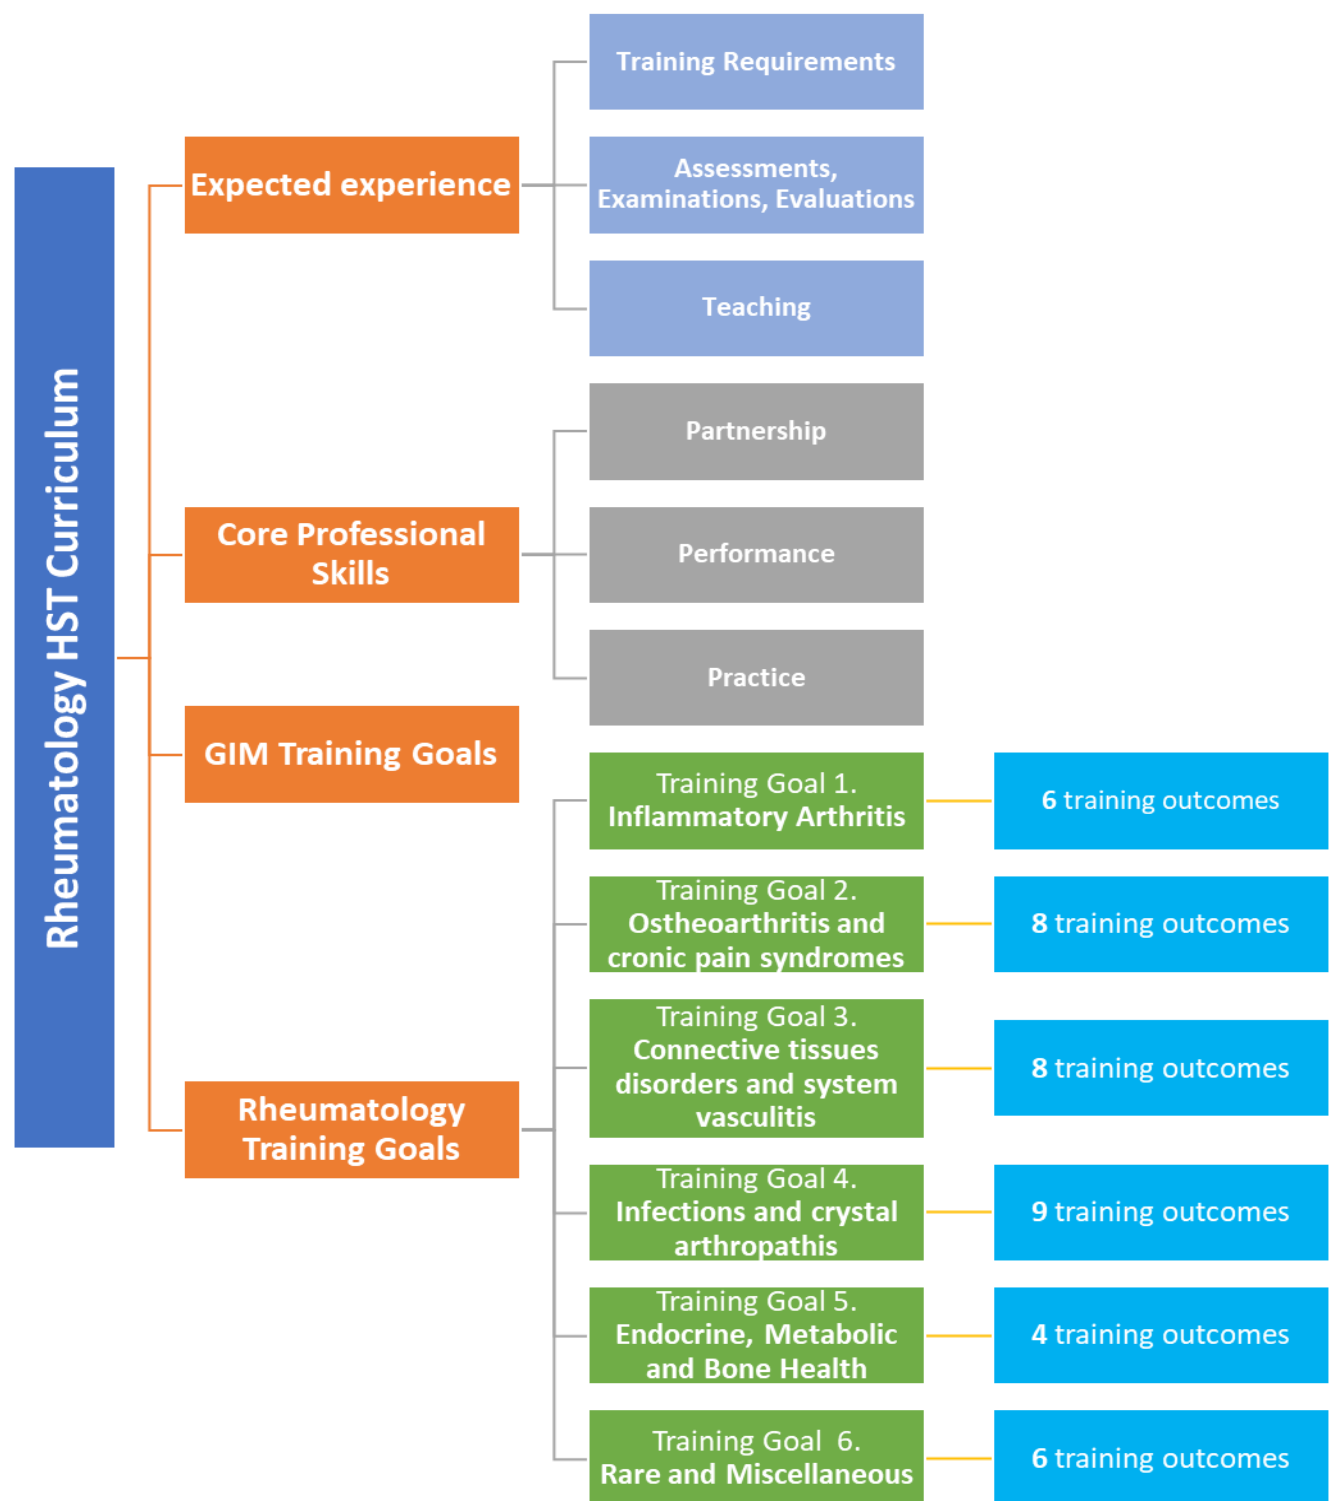 Rheumatology HST Curriculum
Expected experience
Training Requirements
Assessments,
Examinations, Evaluations
Teaching
Core Professional
Skills
Partnership
Performance
Practice
GIM Training Goals
Rheumatology
Training Goals
Training Goal 1.
Inflammatory Arthritis
6 training outcomes
Training Goal 2.
Ostheoarthritis and
cronic pain syndromes
8 training outcomes
Training Goal 3.
Connective tissues
disorders and system
vasculitis
8 training outcomes
Training Goal 4.
Infections and crystal
arthropathis
9 training outcomes
Training Goal 5.
Endocrine, Metabolic
and Bone Health
4 training outcomes
Training Goal  6.
Rare and Miscellaneous
6 training outcomes